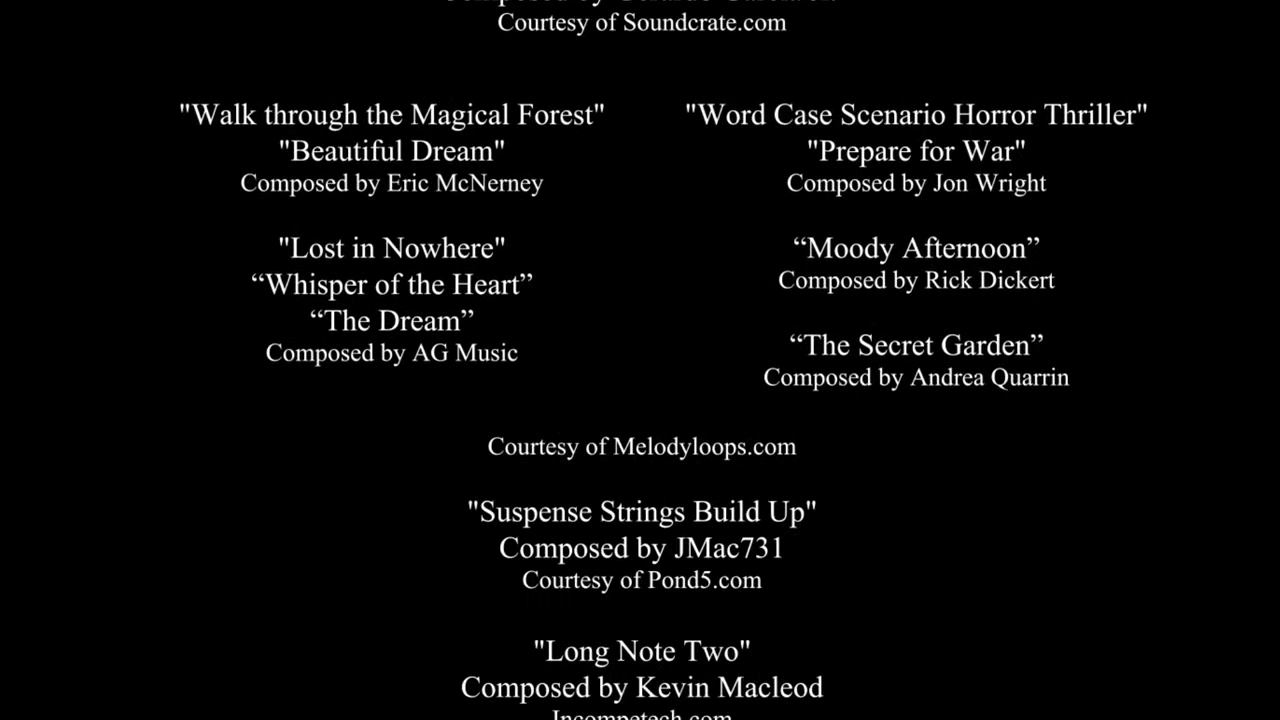 Courtesy of Soundcrate.com
"Walk through the Magical Forest"
"Beautiful Dream"
Composed by Eric McNerney
"Lost in Nowhere"
“Whisper of the Heart”
“The Dream”
Composed by AG Music
"Word Case Scenario Horror Thriller"
"Prepare for War"
Composed by Jon Wright
“Moody Afternoon”
Composed by Rick Dickert
“The Secret Garden”
Composed by Andrea Quarrin
Courtesy of Melodyloops.com
"Suspense Strings Build Up"
Composed by JMac731
Courtesy of Pond5.com
"Long Note Two"
Composed by Kevin Macleod
Incompetech.com